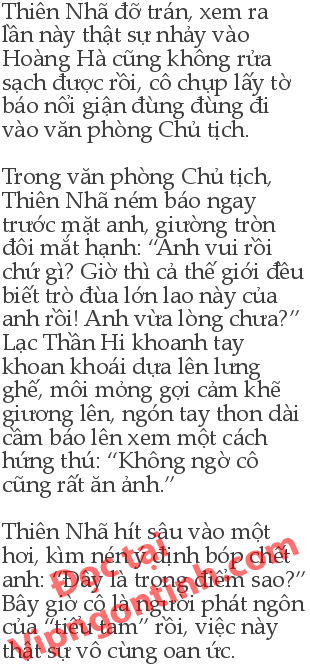 Thiên Nhã đỡ trán, xem ra
lần này thật sự nhảy vào
Hoàng Hà cũng không rửa
sạch được rồi, cô chụp lấy tờ
báo nổi giận đùng đùng đi
vào văn phòng Chủ tịch.
Trong văn phòng Chủ tịch,
Thiên Nhã ném báo ngay
trước mặt anh, giường tròn
đôi mắt hạnh: “Anh vui rồi
chứ gì? Giờ thì cả thế giới đều
biết trò đùa lớn lao này của
anh rồi! Anh vừa lòng chưa?”
Lạc Thần Hi khoanh tay
khoan khoái dựa lên lưng
ghế, môi mỏng gợi cảm khẽ
giương lên, ngón tay thon dài
cầm báo lên xem một cách
hứng thú: “Không ngờ cô
cũng rất ăn ảnh.”
Thiên Nhã hít sâu vào một
hơi, kìm nén ý định bóp chết
anh: “Đây là trọng điểm sao?”
Bây giờ cô là người phát ngôn
của “tiểu tam” rồi, việc này
thật sự vô cùng oan ức.
Đọc tại
Vipngontinh.com